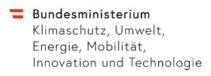 Bundesministerium
Klimaschutz, Umwelt,
Energie, Mobilität,
Innovation und Technologie